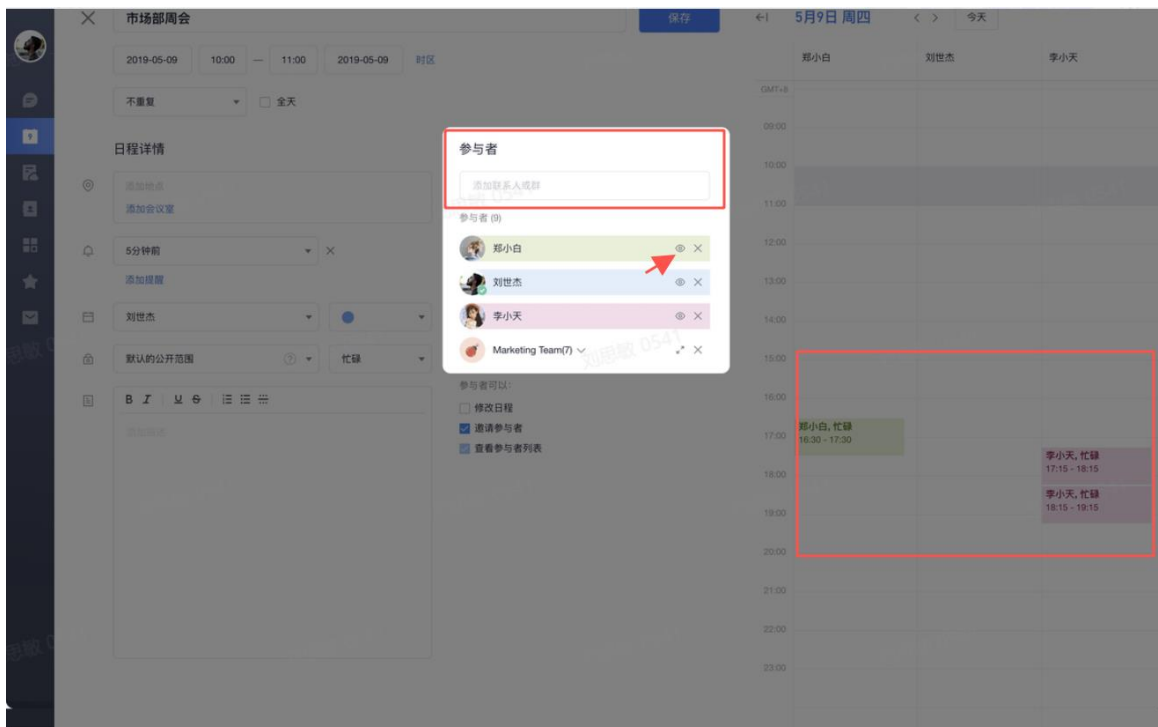 市场部周会
保存
5月9日 周四
今天
2019-05-09
10:00 — 11:00
2019-05-09
时区
不重复
全天
日程详情
添加地点
添加会议室
5分钟前
添加提醒
刘世杰
默认的公开范围
忙碌
B I U S
添加描述
参与者
添加联系人或群
参与者 (9)
郑小白
刘世杰
李小天
Marketing Team(7)
参与者可以:
修改日程
邀请参与者
查看参与者列表
郑小白
刘世杰
李小天
GMT+8
09:00
10:00
11:00
12:00
13:00
14:00
15:00
16:00
17:00
18:00
19:00
20:00
21:00
22:00
23:00
郑小白, 忙碌
16:30 - 17:30
李小天, 忙碌
17:15 - 18:15
李小天, 忙碌
18:15 - 19:15
刘思敏 0541